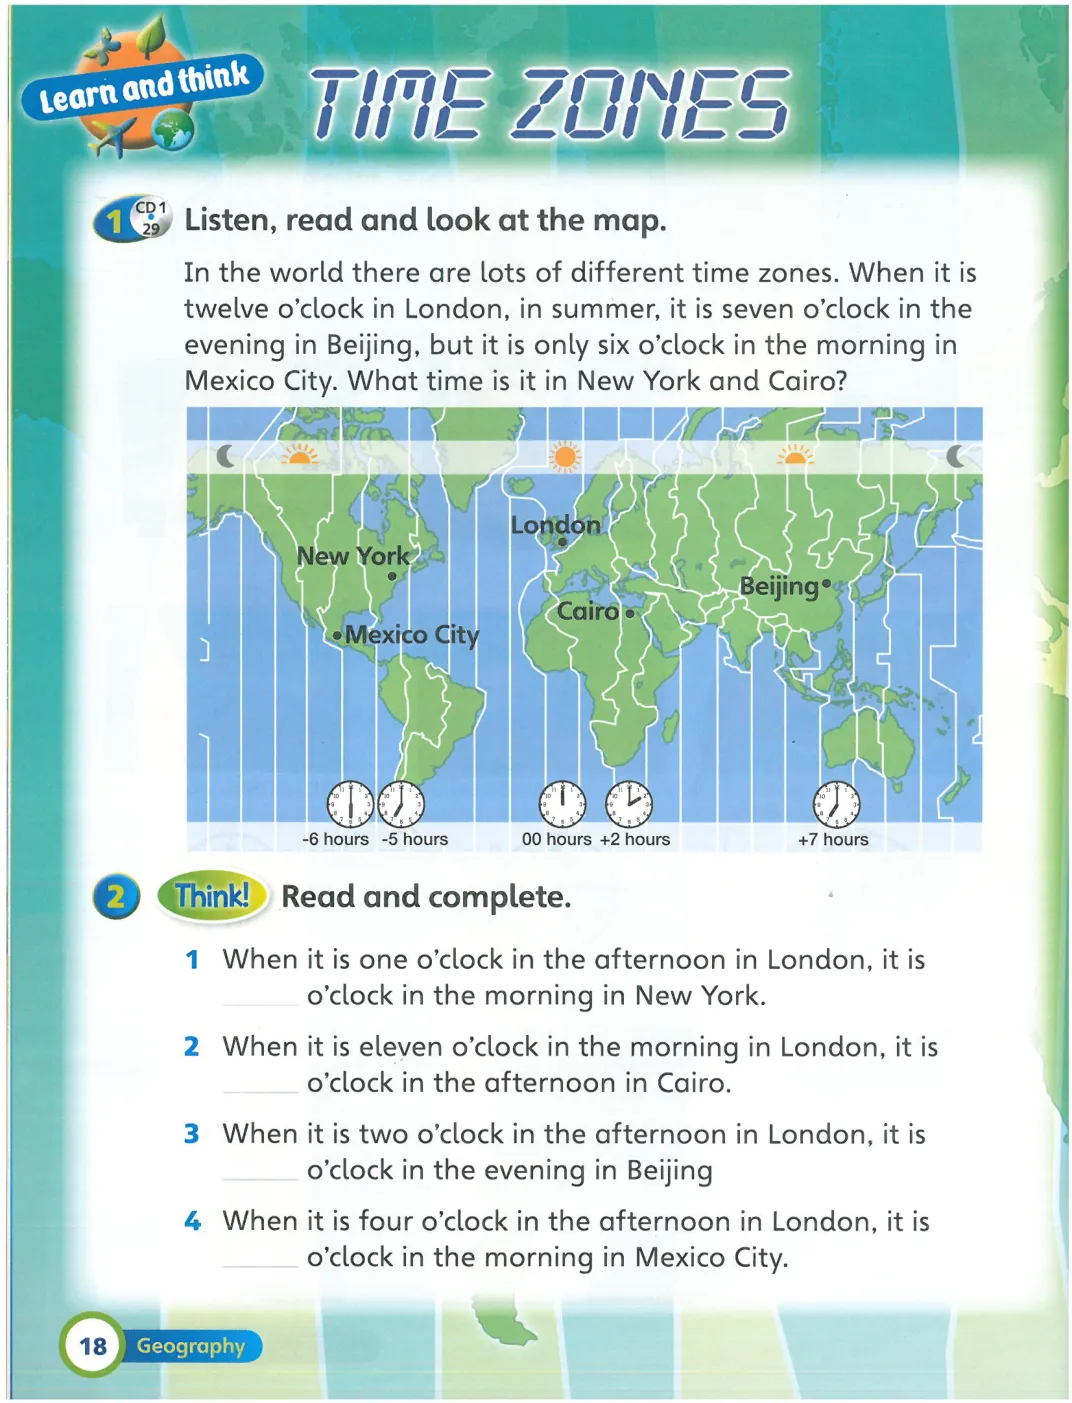 Learn and think
TIME ZONES
1 CD1 29 Listen, read and look at the map.
In the world there are lots of different time zones. When it is
twelve o'clock in London, in summer, it is seven o'clock in the
evening in Beijing, but it is only six o'clock in the morning in
Mexico City. What time is it in New York and Cairo?
London
New York
Beijing
Cairo
Mexico City
-6 hours -5 hours 00 hours +2 hours +7 hours
2 Think! Read and complete.
1 When it is one o'clock in the afternoon in London, it is
_____ o'clock in the morning in New York.
2 When it is eleven o'clock in the morning in London, it is
_____ o'clock in the afternoon in Cairo.
3 When it is two o'clock in the afternoon in London, it is
_____ o'clock in the evening in Beijing
4 When it is four o'clock in the afternoon in London, it is
_____ o'clock in the morning in Mexico City.
18 Geography